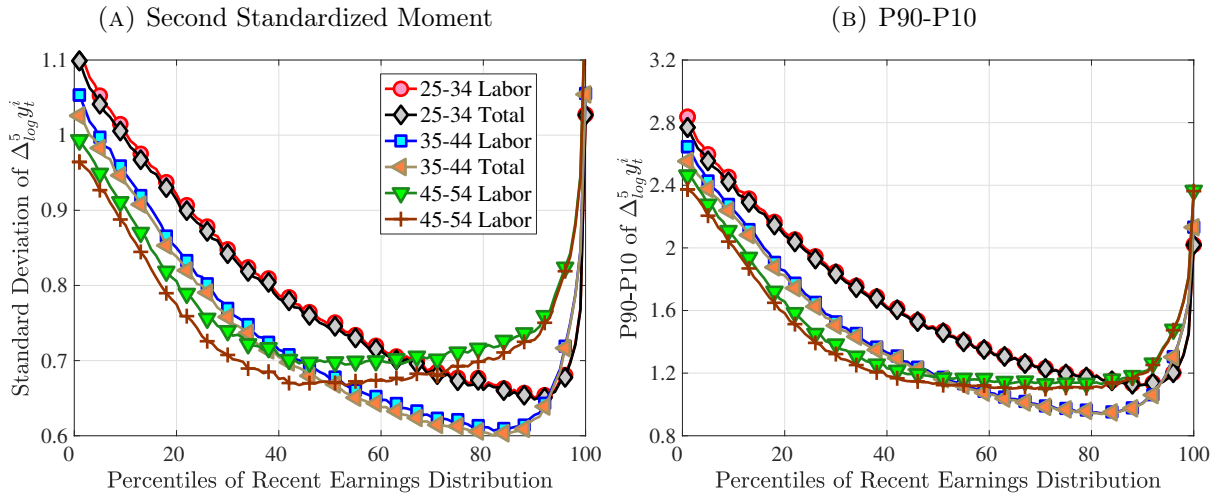 (A) Second Standardized Moment
Standard Deviation of Δ⁵_log y^i_t
1.1
1
0.9
0.8
0.7
0.6
25-34 Labor
25-34 Total
35-44 Labor
35-44 Total
45-54 Labor
45-54 Labor
0 20 40 60 80 100
Percentiles of Recent Earnings Distribution
(B) P90-P10
P90-P10 of Δ⁵_log y^i_t
3.2
2.8
2.4
2
1.6
1.2
0.8
0 20 40 60 80 100
Percentiles of Recent Earnings Distribution